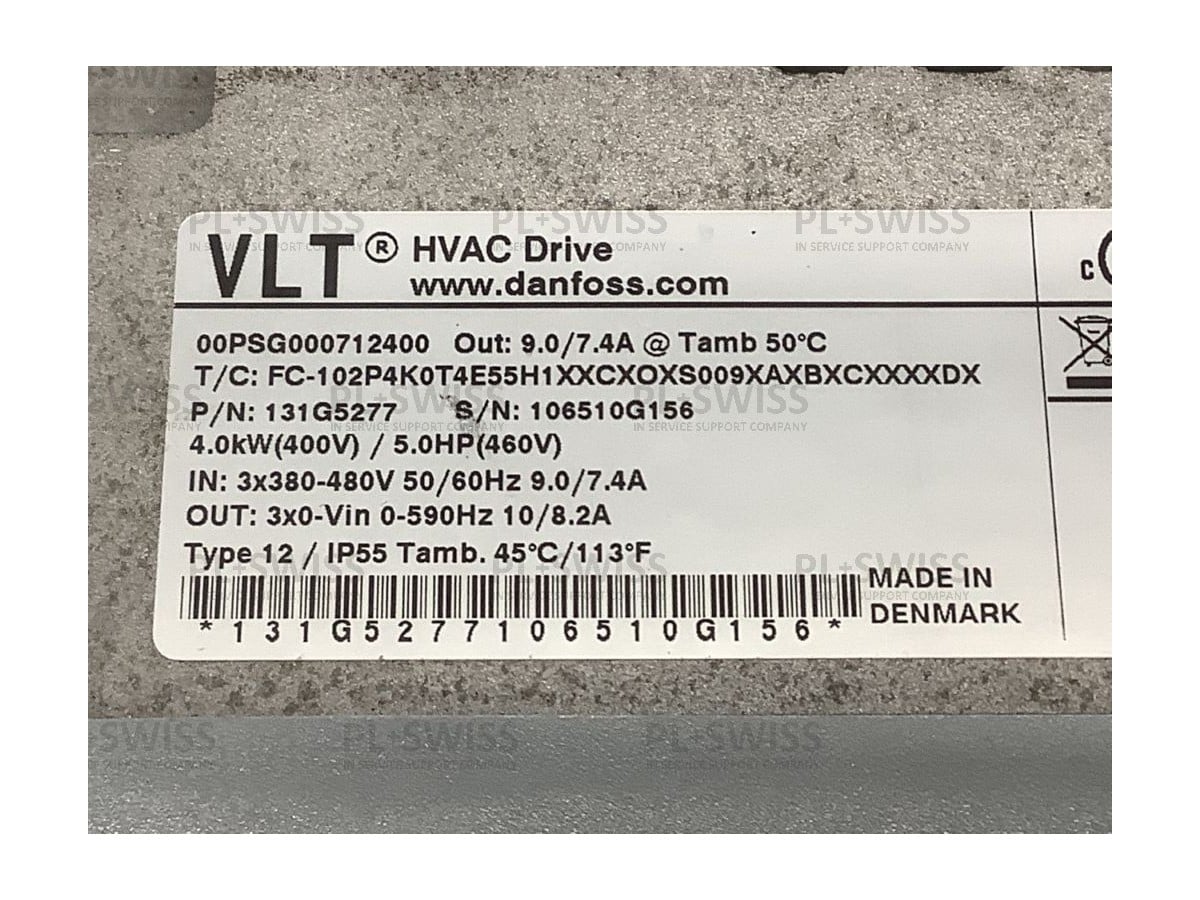 VLT® HVAC Drive
www.danfoss.com
00PSG000712400 Out: 9.0/7.4A @ Tamb 50°C
T/C: FC-102P4K0T4E55H1XXCXOXS009XAXBXCXXXXDX
P/N: 131G5277 S/N: 106510G156
4.0kW(400V) / 5.0HP(460V)
IN: 3x380-480V 50/60Hz 9.0/7.4A
OUT: 3x0-Vin 0-590Hz 10/8.2A
Type 12 / IP55 Tamb. 45°C/113°F
*131G5277106510G156*
MADE IN
DENMARK
c
PL+SWISS
IN SERVICE SUPPORT COMPANY